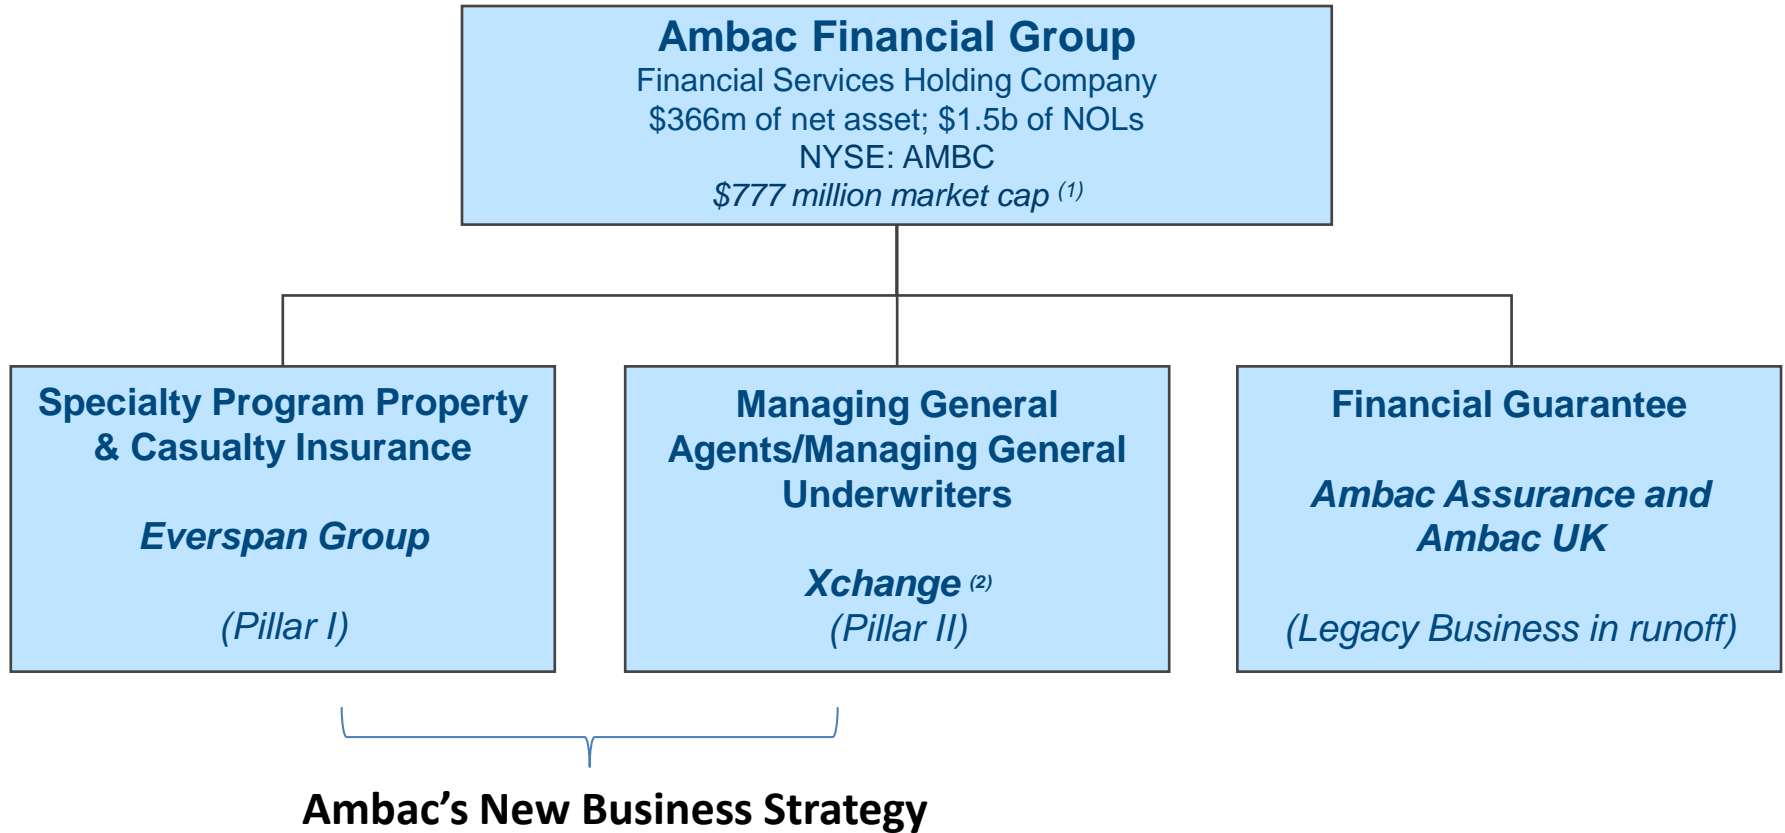 Ambac Financial Group
Financial Services Holding Company
$366m of net asset; $1.5b of NOLs
NYSE: AMBC
$777 million market cap (1)
Specialty Program Property
& Casualty Insurance
Everspan Group
(Pillar I)
Managing General
Agents/Managing General
Underwriters
Xchange (2)
(Pillar II)
Financial Guarantee
Ambac Assurance and
Ambac UK
(Legacy Business in runoff)
Ambac’s New Business Strategy